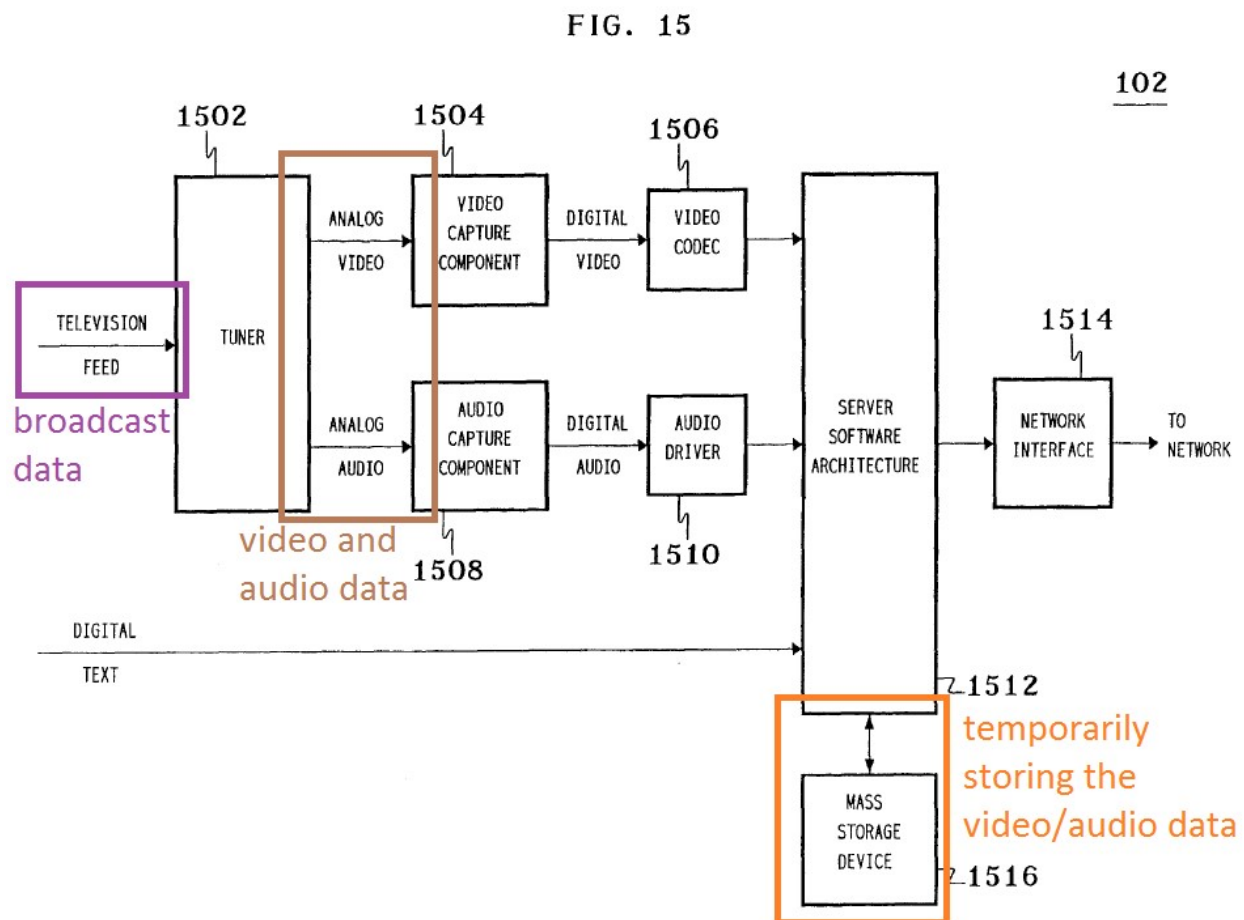 FIG. 15
102
1502
1504
1506
ANALOG
VIDEO
VIDEO
CAPTURE
COMPONENT
DIGITAL
VIDEO
VIDEO
CODEC
TELEVISION
FEED
broadcast
data
TUNER
1514
ANALOG
AUDIO
AUDIO
CAPTURE
COMPONENT
DIGITAL
AUDIO
AUDIO
DRIVER
SERVER
SOFTWARE
ARCHITECTURE
NETWORK
INTERFACE
TO
NETWORK
video and
audio data
1508
1510
DIGITAL
TEXT
1512
temporarily
storing the
video/audio data
MASS
STORAGE
DEVICE
1516